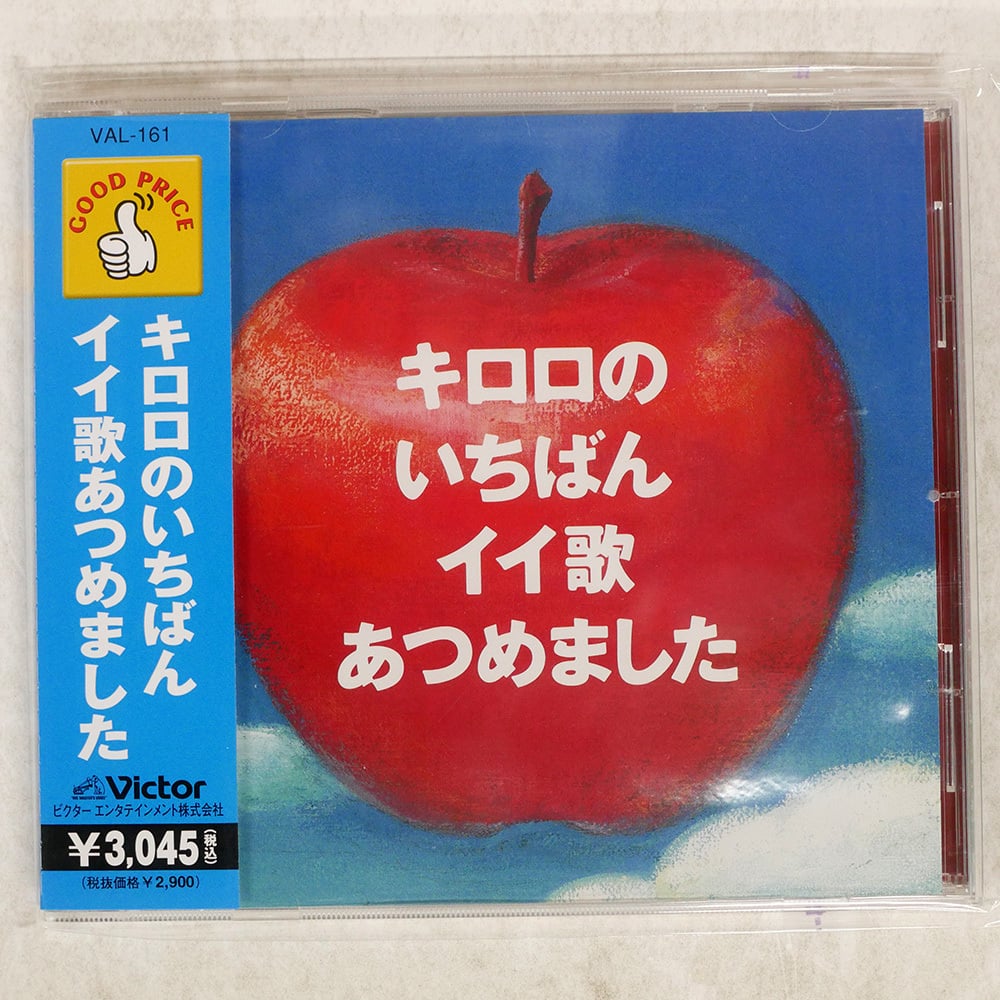 VAL-161
GOOD PRICE
キロロのいちばん
イイ歌あつめました
Victor
ビクター エンタテインメント株式会社
¥3,045(税込)
(税抜価格¥2,900)
キロロの
いちばん
イイ歌
あつめました